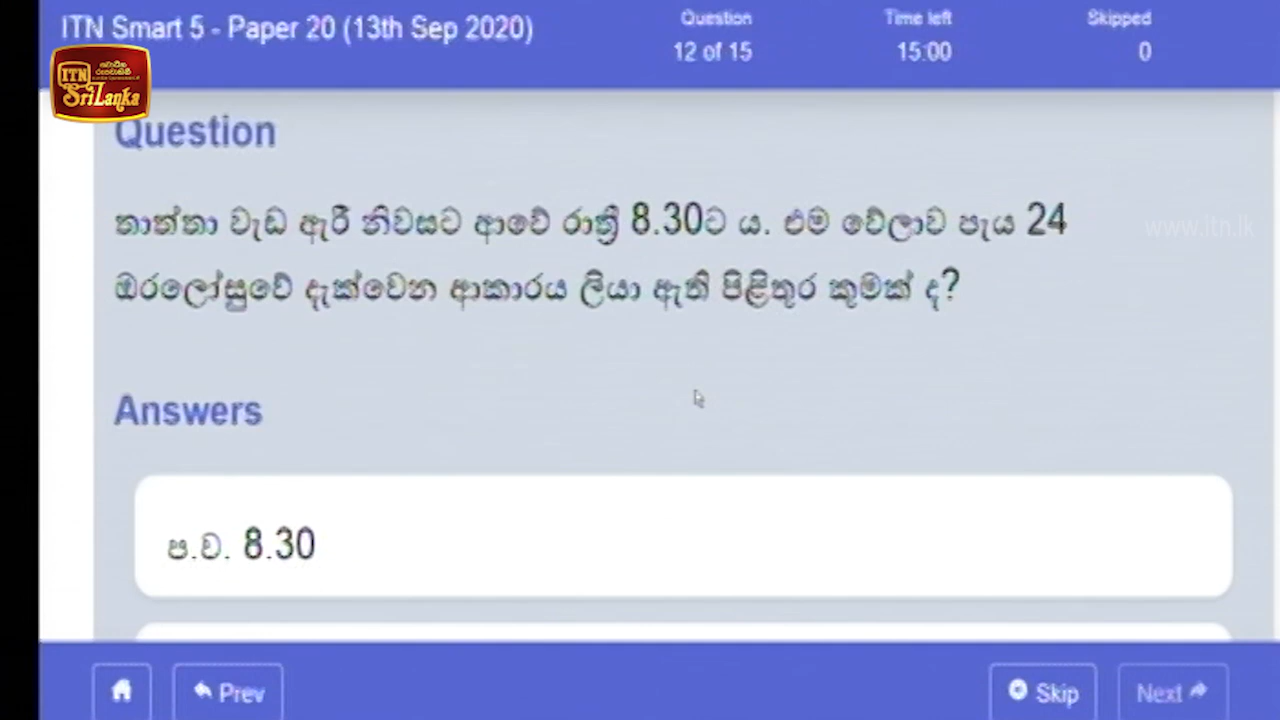 ITN Smart 5 - Paper 20 (13th Sep 2020)
Question
12 of 15
Time left
15:00
Skipped
0
ITN
SriLanka
Question
තාත්තා වැඩ ඇරී නිවසට ආවේ රාත්‍රී 8.30ට ය. එම වේලාව පැය 24
ඔරලෝසුවේ දැක්වෙන ආකාරය ලියා ඇති පිළිතුර කුමක් ද?
www.itn.lk
Answers
ප.ව. 8.30
Prev
Skip
Next